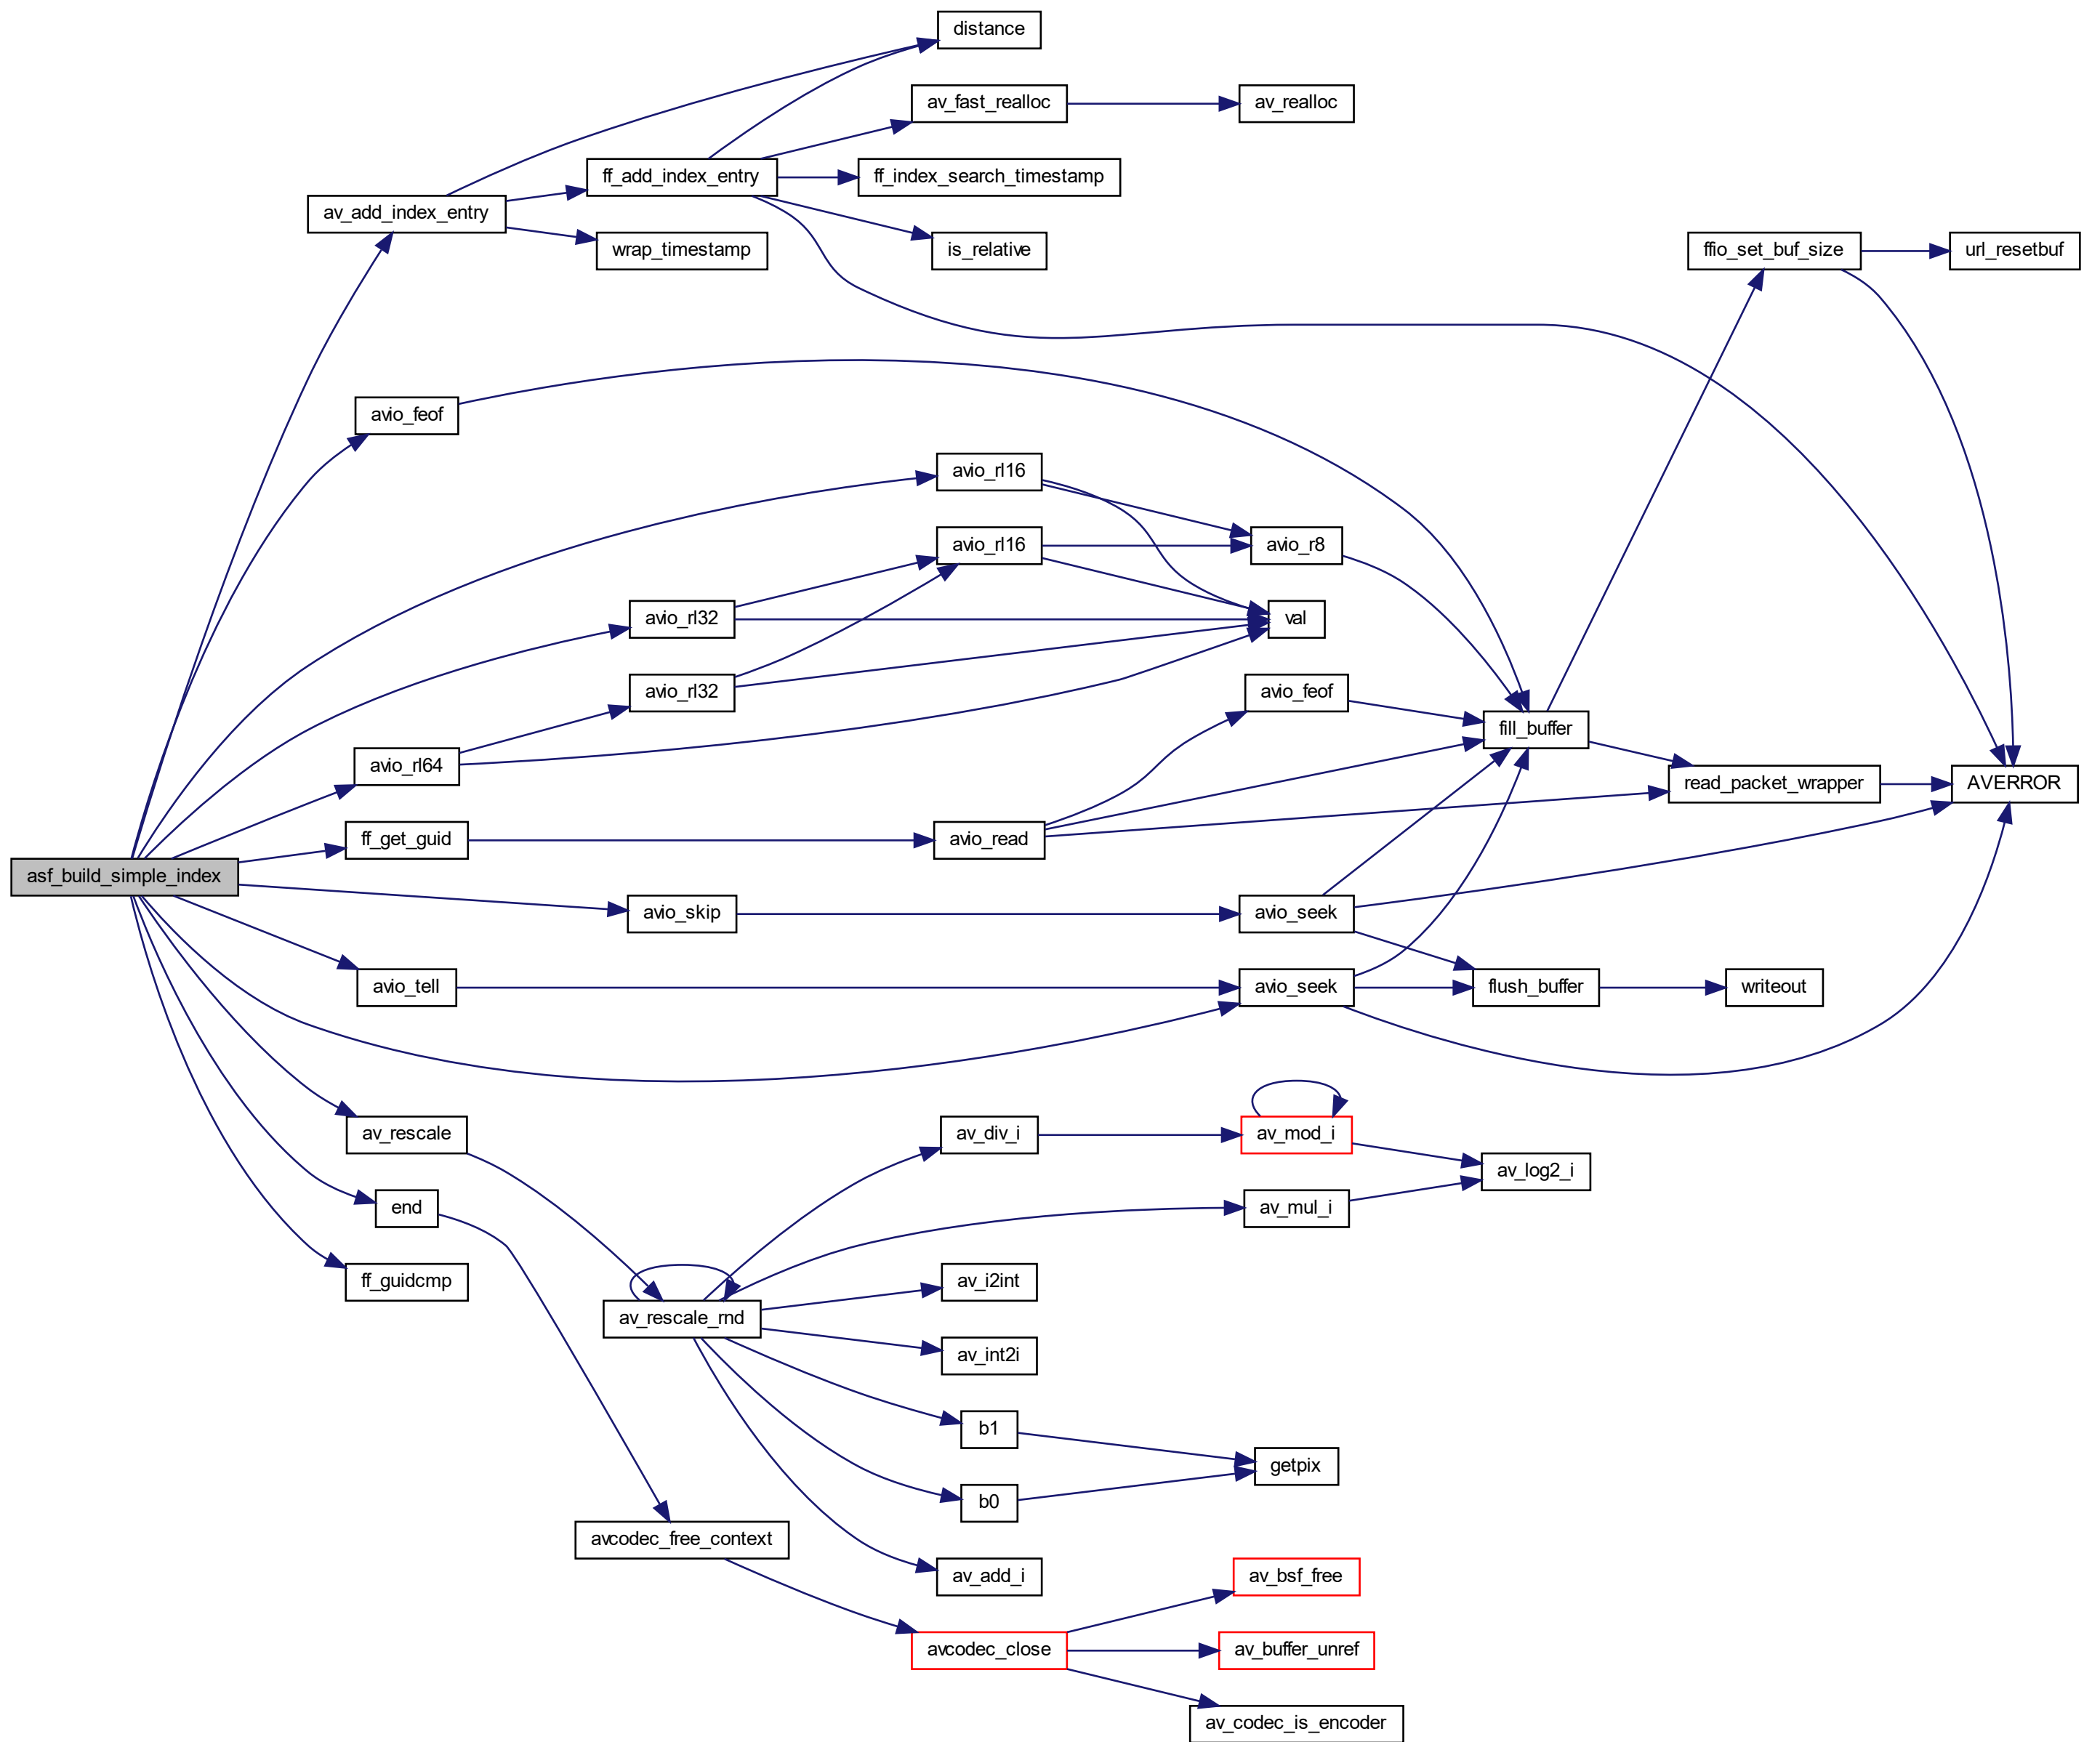 distance
av_fast_realloc
av_realloc
ff_add_index_entry
ff_index_search_timestamp
av_add_index_entry
wrap_timestamp
is_relative
ffio_set_buf_size
url_resetbuf
avio_feof
avio_rl16
avio_rl16
avio_r8
avio_rl32
val
avio_rl32
avio_feof
fill_buffer
avio_rl64
read_packet_wrapper
AVERROR
ff_get_guid
avio_read
asf_build_simple_index
avio_skip
avio_seek
avio_tell
avio_seek
flush_buffer
writeout
av_rescale
av_div_i
av_mod_i
av_log2_i
end
av_mul_i
ff_guidcmp
av_i2int
av_rescale_rnd
av_int2i
b1
getpix
b0
avcodec_free_context
av_add_i
av_bsf_free
avcodec_close
av_buffer_unref
av_codec_is_encoder